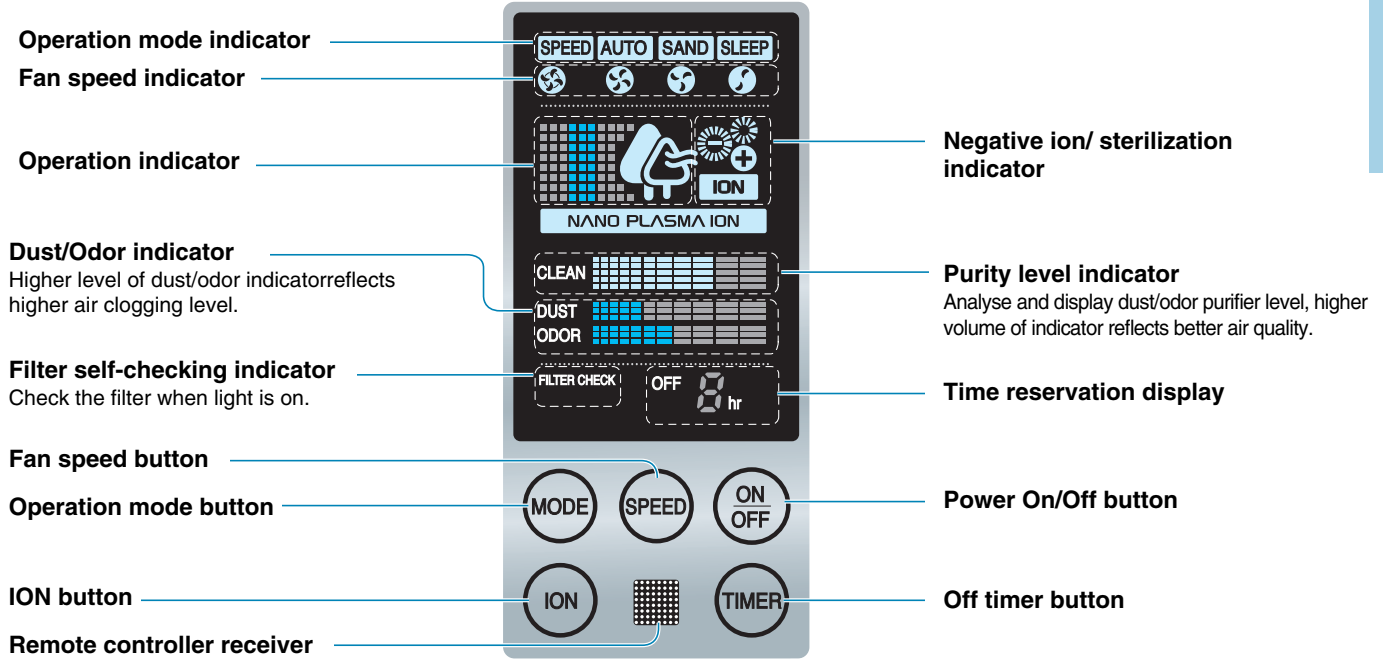 Operation mode indicator
Fan speed indicator
Operation indicator
Dust/Odor indicator
Higher level of dust/odor indicatorreflects
higher air clogging level.
Filter self-checking indicator
Check the filter when light is on.
Fan speed button
Operation mode button
ION button
Remote controller receiver
SPEED AUTO SAND SLEEP
ION
NANO PLASMA ION
CLEAN
DUST
ODOR
FILTER CHECK OFF 8 hr
MODE SPEED ON
OFF
ION TIMER
Negative ion/ sterilization
indicator
Purity level indicator
Analyse and display dust/odor purifier level, higher
volume of indicator reflects better air quality.
Time reservation display
Power On/Off button
Off timer button